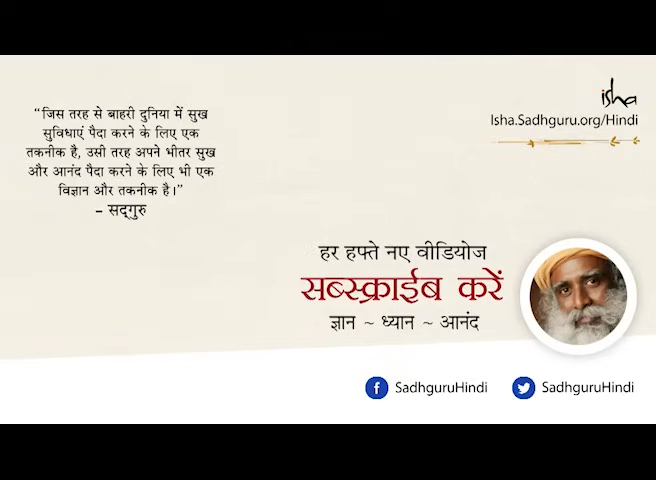 “जिस तरह से बाहरी दुनिया में सुख
सुविधाएं पैदा करने के लिए एक
तकनीक है, उसी तरह अपने भीतर सुख
और आनंद पैदा करने के लिए भी एक
विज्ञान और तकनीक है।”
– सद्गुरु
isha
Isha.Sadhguru.org/Hindi
हर हफ्ते नए वीडियोज
सब्स्क्राईब करें
ज्ञान ~ ध्यान ~ आनंद
SadhguruHindi
SadhguruHindi